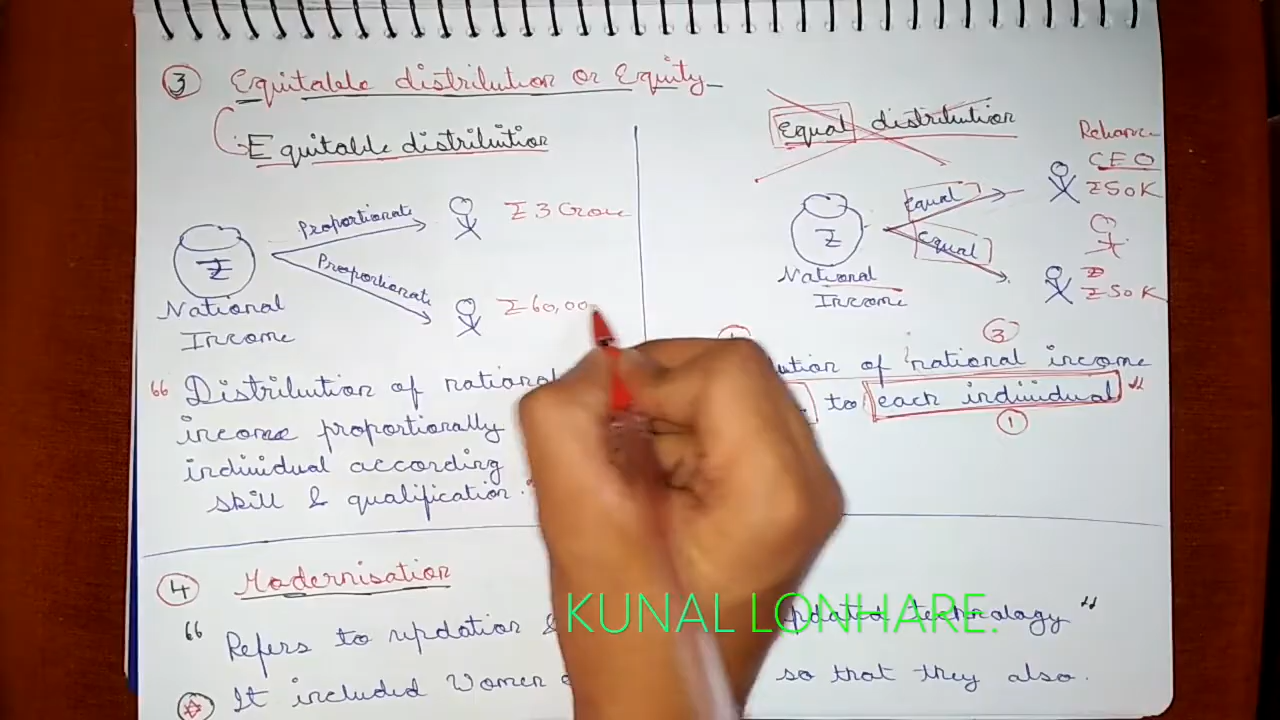 3 Equitable distribution or Equity
Equitable distribution
Proportionate
₹3 Crore
Proportionate
₹60,00
₹
National
Income
66 Distribution of national
income proportionally
individual according
skill & qualification.
Equal distribution
Reliance
CEO
₹50K
Equal
Equal
₹
₹50K
National
Income
3
ution of national income
to each individual "
1
4 Modernisation
66 Refers to updation &
updated technology "
It included Women
so that they also.
KUNAL LONHARE.